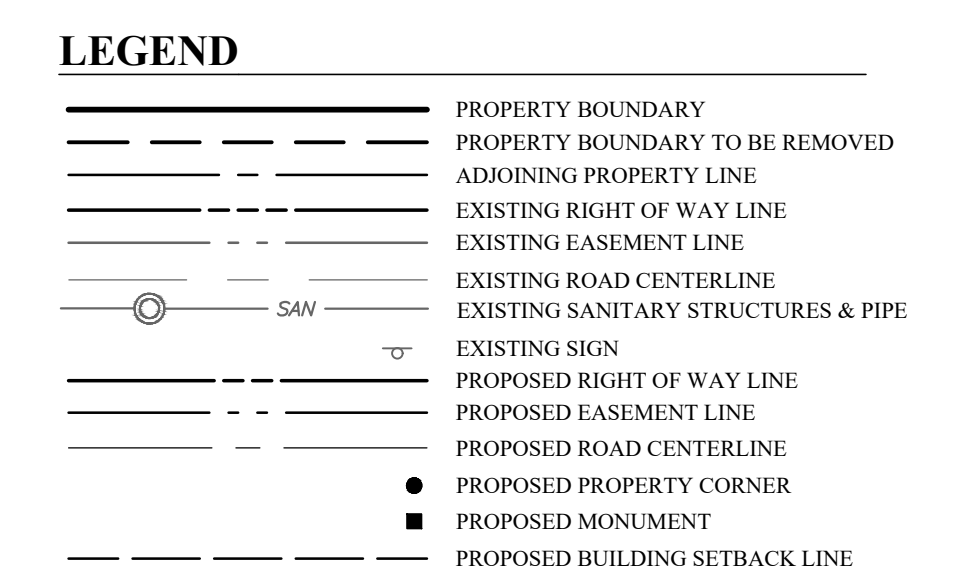 LEGEND
PROPERTY BOUNDARY
PROPERTY BOUNDARY TO BE REMOVED
ADJOINING PROPERTY LINE
EXISTING RIGHT OF WAY LINE
EXISTING EASEMENT LINE
EXISTING ROAD CENTERLINE
SAN EXISTING SANITARY STRUCTURES & PIPE
EXISTING SIGN
PROPOSED RIGHT OF WAY LINE
PROPOSED EASEMENT LINE
PROPOSED ROAD CENTERLINE
PROPOSED PROPERTY CORNER
PROPOSED MONUMENT
PROPOSED BUILDING SETBACK LINE